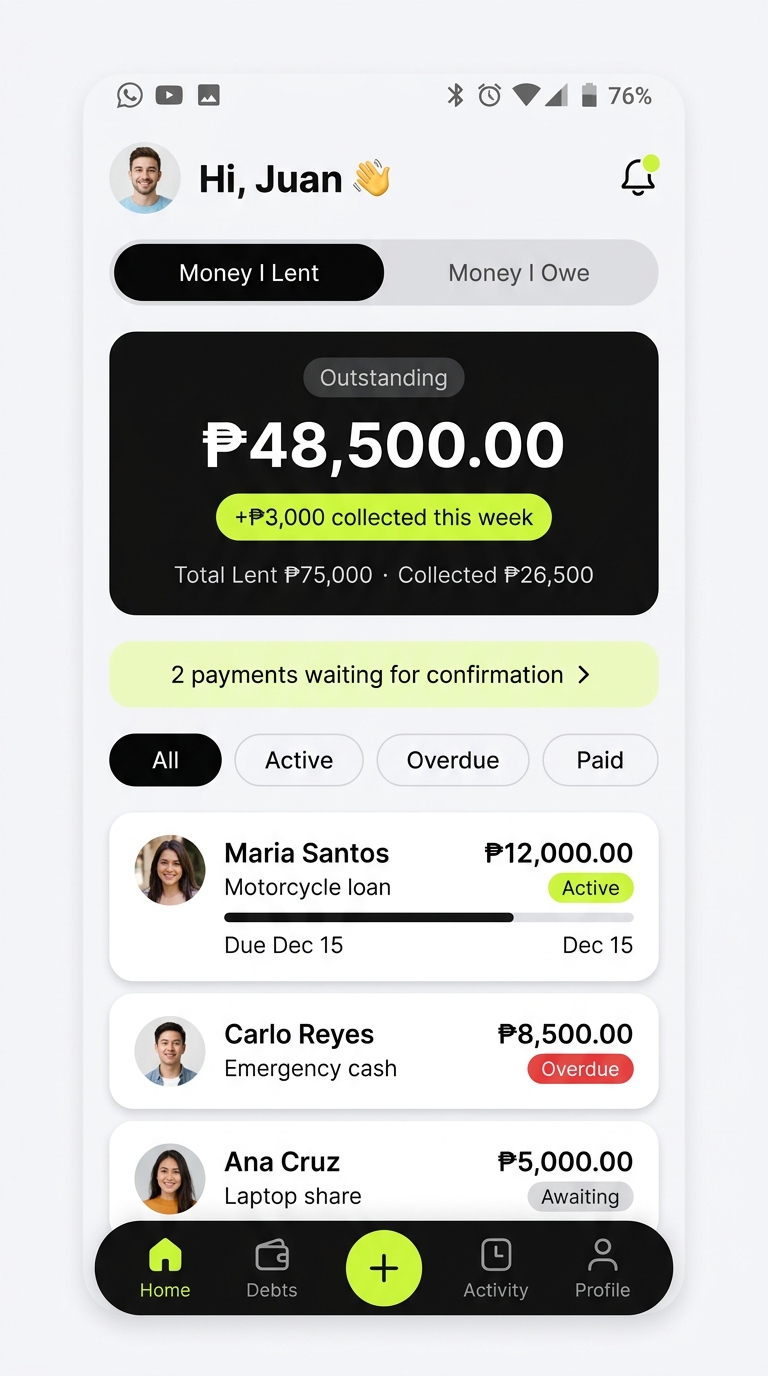 76%
Hi, Juan 👋
Money I Lent
Money I Owe
Outstanding
₱48,500.00
+₱3,000 collected this week
Total Lent ₱75,000 · Collected ₱26,500
2 payments waiting for confirmation >
All
Active
Overdue
Paid
Maria Santos
₱12,000.00
Motorcycle loan
Active
Due Dec 15
Dec 15
Carlo Reyes
₱8,500.00
Emergency cash
Overdue
Ana Cruz
₱5,000.00
Laptop share
Awaiting
Home
Debts
+
Activity
Profile